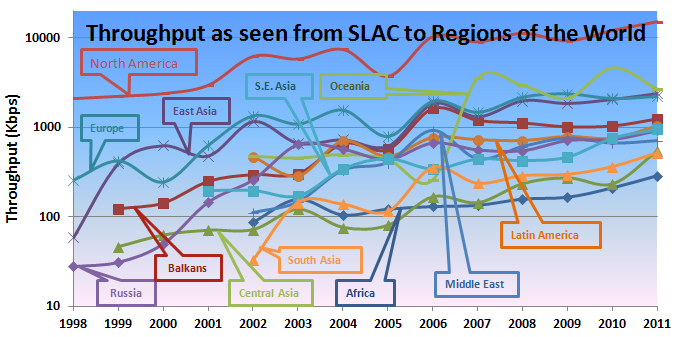 Throughput as seen from SLAC to Regions of the World
Throughput (Kbps)
10000
1000
100
10
North America
S.E. Asia
Oceania
East Asia
Europe
Latin America
South Asia
Balkans
Middle East
Russia
Central Asia
Africa
1998 1999 2000 2001 2002 2003 2004 2005 2006 2007 2008 2009 2010 2011